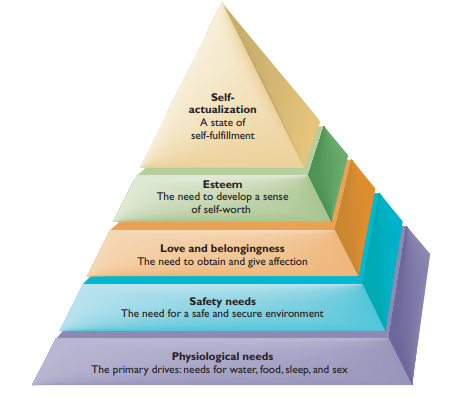 Self-
actualization
A state of
self-fulfillment
Esteem
The need to develop a sense
of self-worth
Love and belongingness
The need to obtain and give affection
Safety needs
The need for a safe and secure environment
Physiological needs
The primary drives: needs for water, food, sleep, and sex